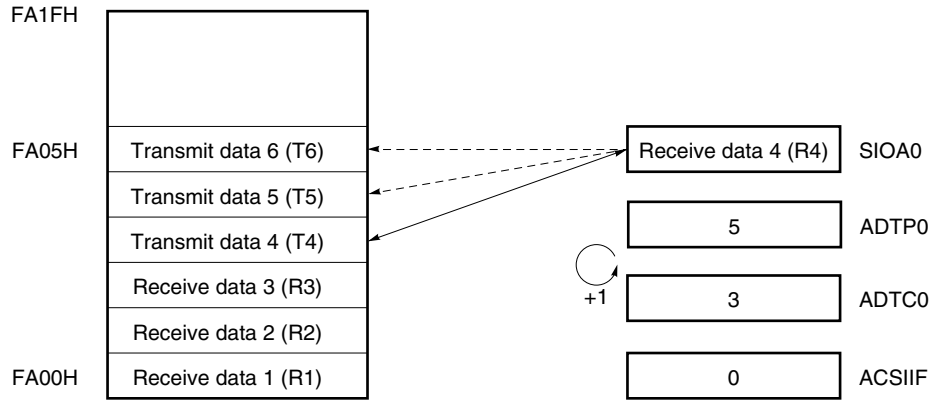 FA1FH
FA05H
Transmit data 6 (T6)
Receive data 4 (R4)
SIOA0
Transmit data 5 (T5)
5
ADTP0
Transmit data 4 (T4)
Receive data 3 (R3)
+1
3
ADTC0
Receive data 2 (R2)
FA00H
Receive data 1 (R1)
0
ACSIIF